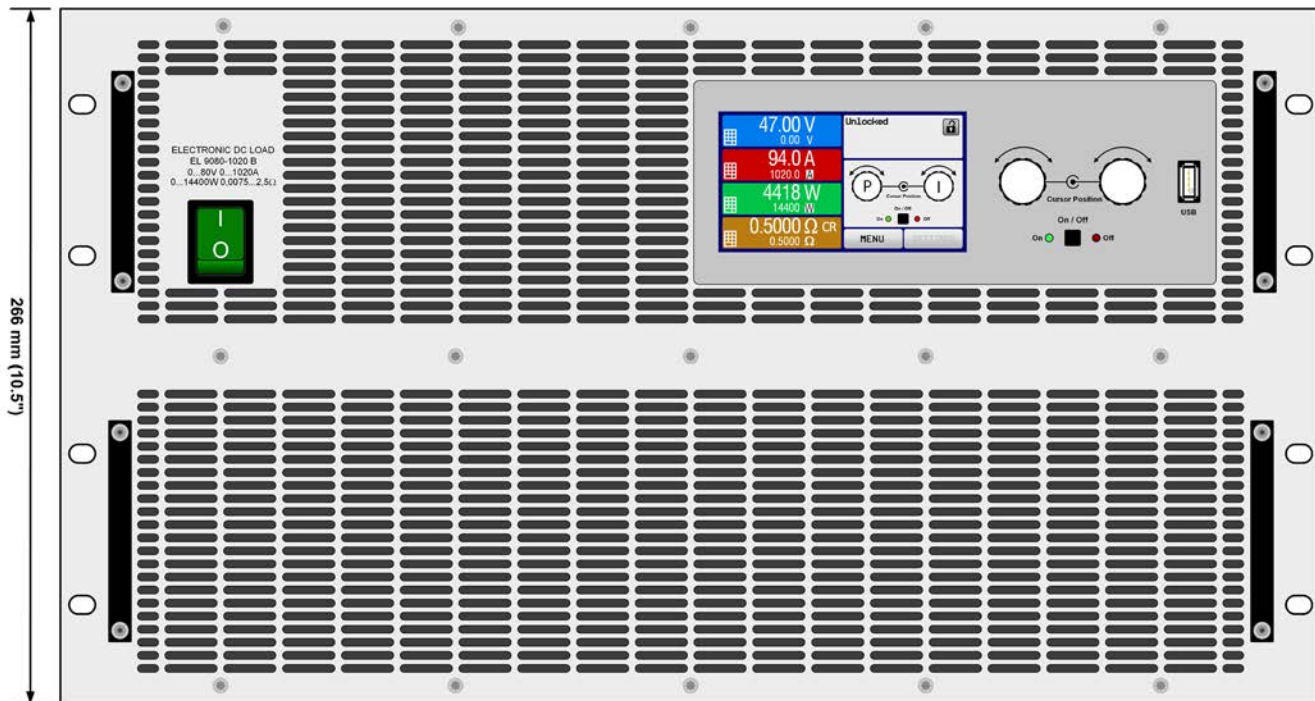 266 mm (10.5")
ELECTRONIC DC LOAD
EL 9080-1020 B
0...80V 0...1020A
0...14400W 0,0075...2,5Ω
I
O
47.00 V
0.00 V
94.0 A
1020.0 A
4418 W
14400 W
0.5000 Ω CR
0.5000 Ω
Unlocked
P
I
Cursor Position
On / Off
On
Off
MENU
Cursor Position
On / Off
On
Off
USB